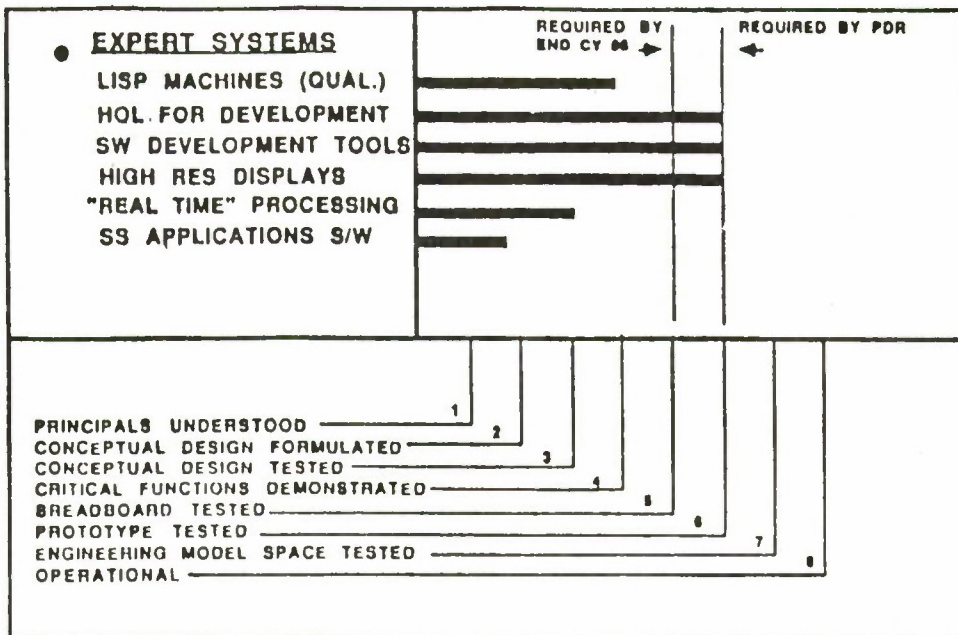 REQUIRED BY
END CY 86
REQUIRED BY PDR
● EXPERT SYSTEMS
LISP MACHINES (QUAL.)
HOL FOR DEVELOPMENT
SW DEVELOPMENT TOOLS
HIGH RES DISPLAYS
"REAL TIME" PROCESSING
SS APPLICATIONS S/W
PRINCIPALS UNDERSTOOD 1
CONCEPTUAL DESIGN FORMULATED 2
CONCEPTUAL DESIGN TESTED 3
CRITICAL FUNCTIONS DEMONSTRATED 4
BREADBOARD TESTED 5
PROTOTYPE TESTED 6
ENGINEERING MODEL SPACE TESTED 7
OPERATIONAL 8